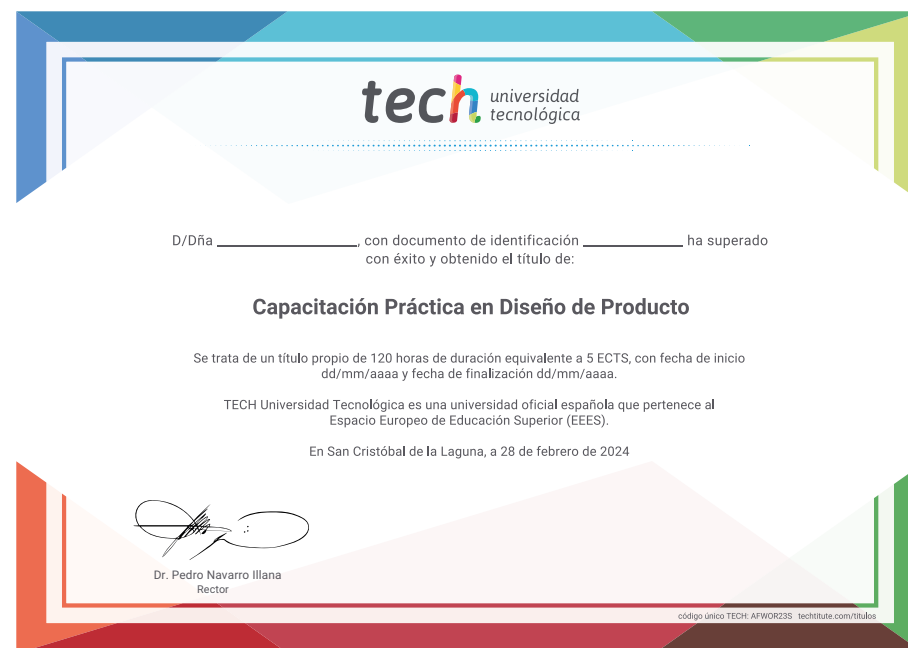 tech universidad
tecnológica
D/Dña ____________________, con documento de identificación ______________ ha superado
con éxito y obtenido el título de:
Capacitación Práctica en Diseño de Producto
Se trata de un título propio de 120 horas de duración equivalente a 5 ECTS, con fecha de inicio
dd/mm/aaaa y fecha de finalización dd/mm/aaaa.
TECH Universidad Tecnológica es una universidad oficial española que pertenece al
Espacio Europeo de Educación Superior (EEES).
En San Cristóbal de la Laguna, a 28 de febrero de 2024
Dr. Pedro Navarro Illana
Rector
código único TECH: AFWOR23S techtitute.com/titulos